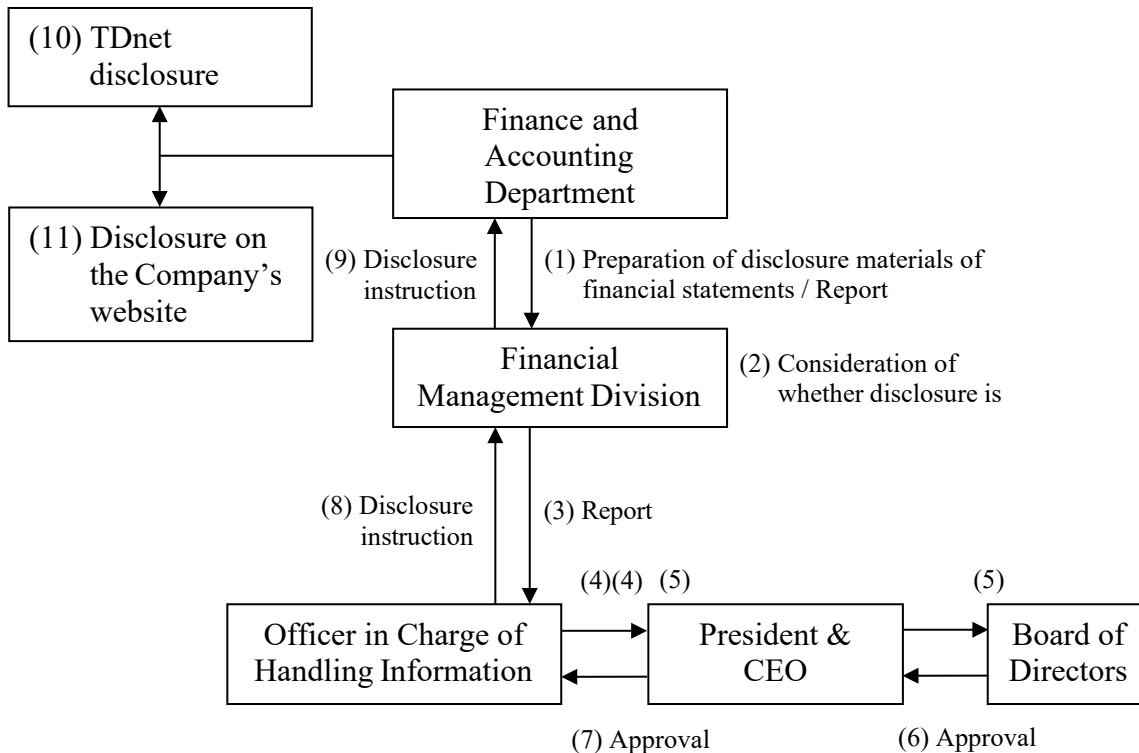 (10) TDnet
disclosure
Finance and
Accounting
Department
(11) Disclosure on
the Company’s
website
(9) Disclosure
instruction
(1) Preparation of disclosure materials of
financial statements / Report
Financial
Management Division
(2) Consideration of
whether disclosure is
(8) Disclosure
instruction
(3) Report
(4)(4) (5) (5)
Officer in Charge of
Handling Information
President &
CEO
Board of
Directors
(7) Approval
(6) Approval